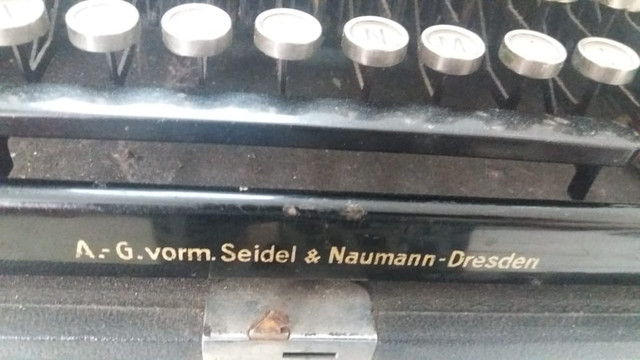 N M
A.-G.vorm. Seidel & Naumann-Dresden